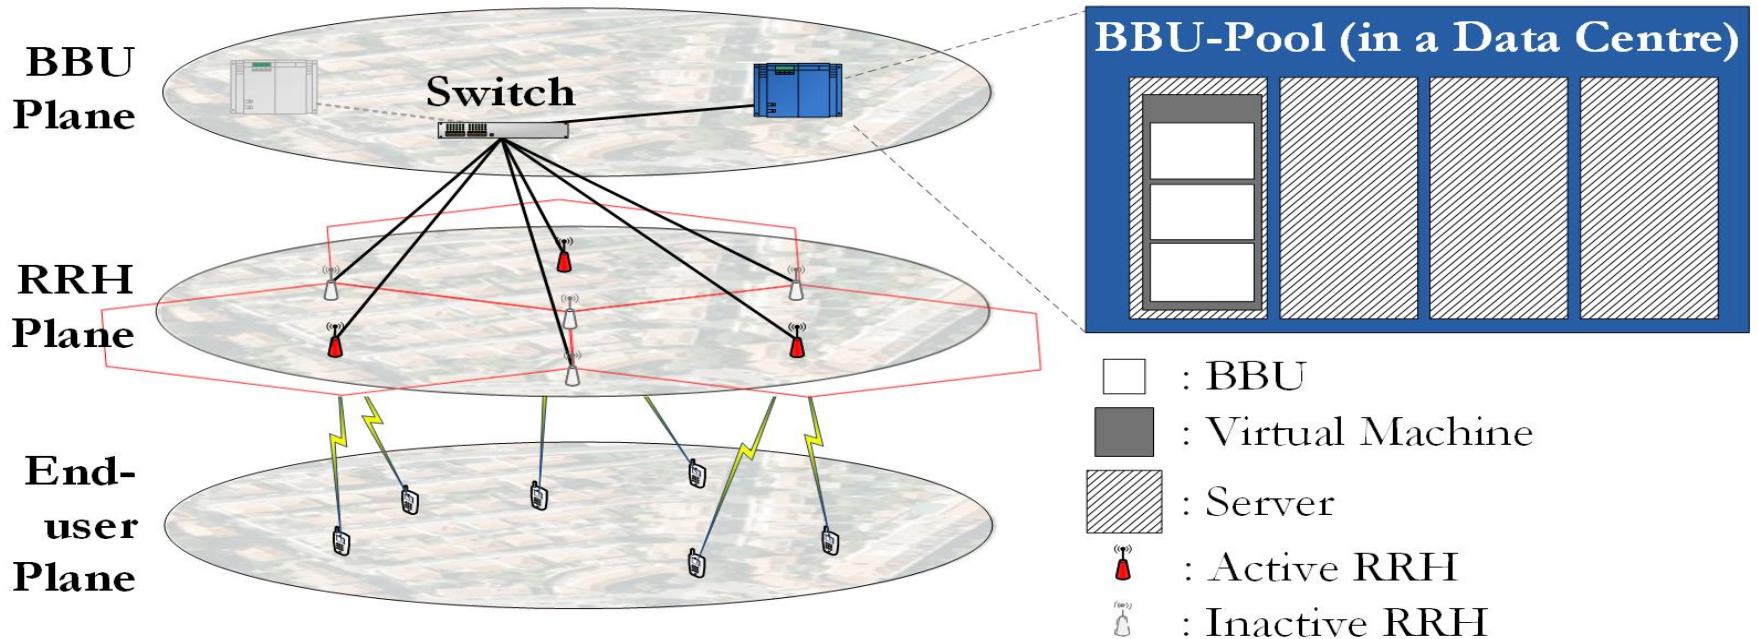 BBU
Plane
Switch
BBU-Pool (in a Data Centre)
RRH
Plane
End-
user
Plane
: BBU
: Virtual Machine
: Server
: Active RRH
: Inactive RRH